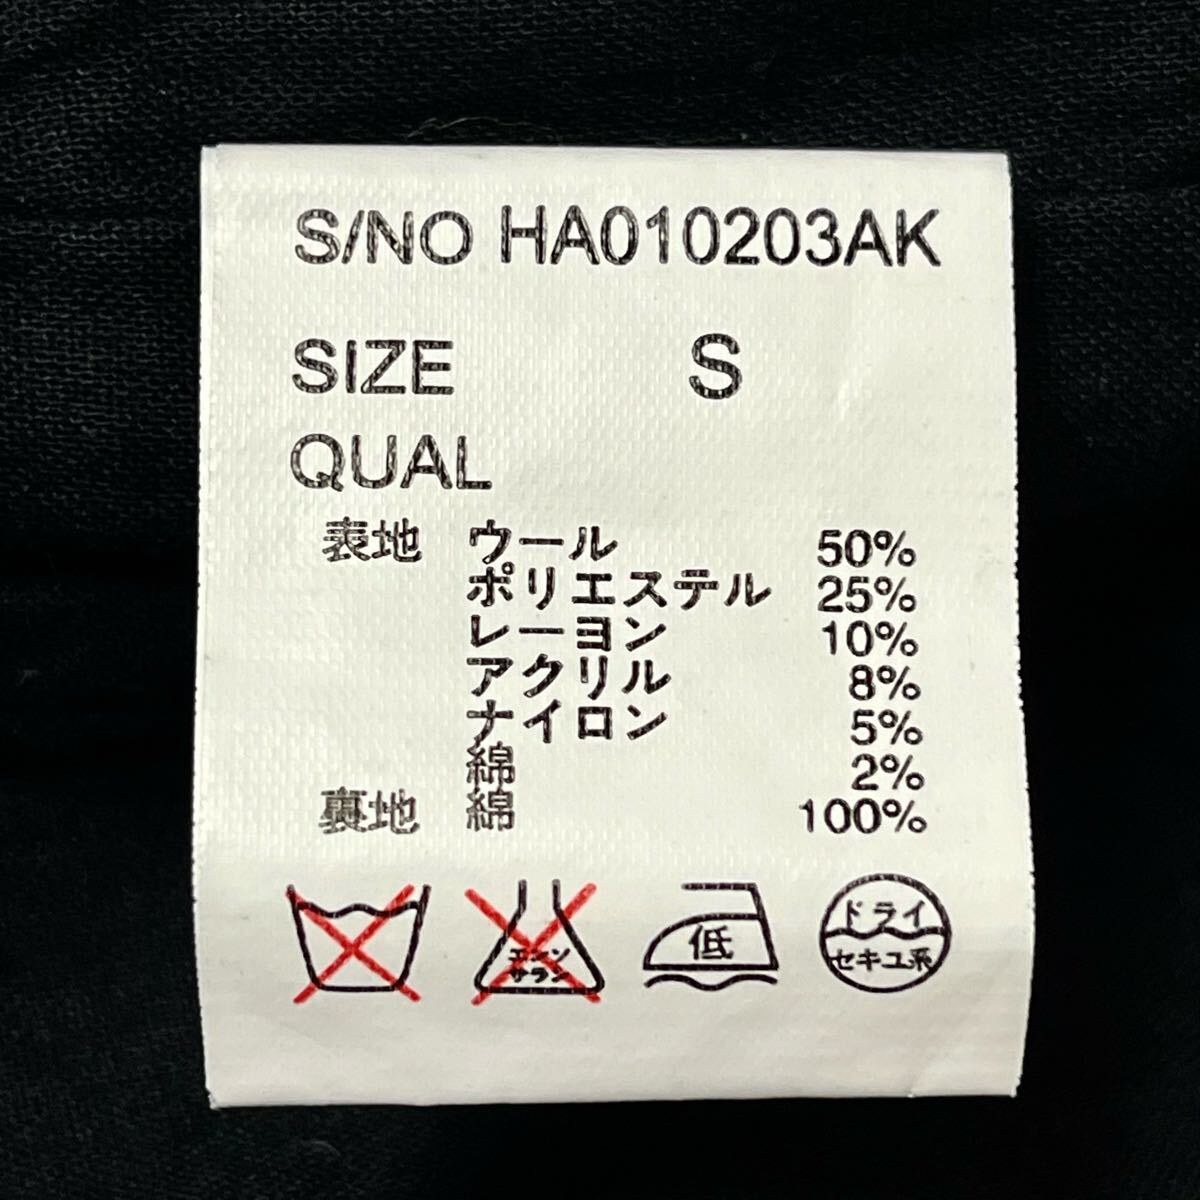 S/NO HA010203AK
SIZE S
QUAL
表地 ウール 50%
ポリエステル 25%
レーヨン 10%
アクリル 8%
ナイロン 5%
綿 2%
裏地 綿 100%
エンソ
サラシ
低
ドライ
セキユ系